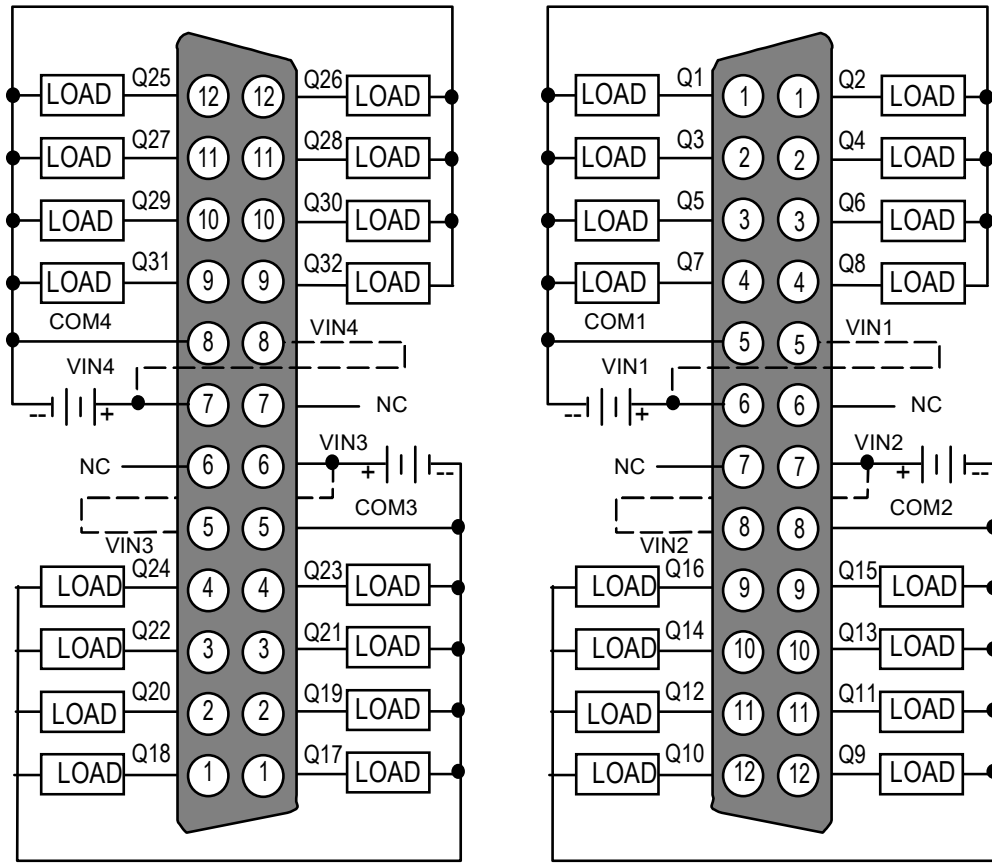 LOAD Q25 12 12 Q26 LOAD LOAD Q1 1 1 Q2 LOAD
LOAD Q27 11 11 Q28 LOAD LOAD Q3 2 2 Q4 LOAD
LOAD Q29 10 10 Q30 LOAD LOAD Q5 3 3 Q6 LOAD
LOAD Q31 9 9 Q32 LOAD LOAD Q7 4 4 Q8 LOAD
COM4 8 8 VIN4 COM1 5 5 VIN1
VIN4 VIN1
-- + 7 7 NC -- + 6 6 NC
VIN3 VIN2
NC 6 6 + -- NC 7 7 + --
COM3 COM2
5 5 8 8
VIN3 VIN2
LOAD Q24 4 4 Q23 LOAD LOAD Q16 9 9 Q15 LOAD
LOAD Q22 3 3 Q21 LOAD LOAD Q14 10 10 Q13 LOAD
LOAD Q20 2 2 Q19 LOAD LOAD Q12 11 11 Q11 LOAD
LOAD Q18 1 1 Q17 LOAD LOAD Q10 12 12 Q9 LOAD